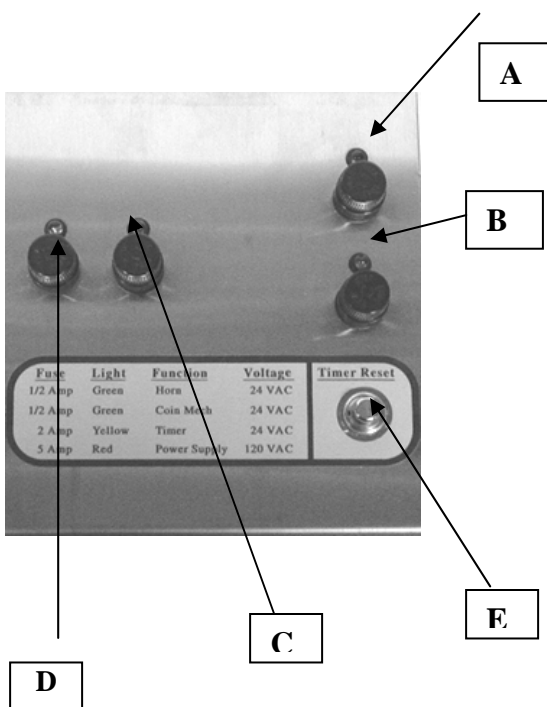 A
B
Fuse Light Function Voltage Timer Reset
1/2 Amp Green Horn 24 VAC
1/2 Amp Green Coin Mech 24 VAC
2 Amp Yellow Timer 24 VAC
5 Amp Red Power Supply 120 VAC
E
C
D